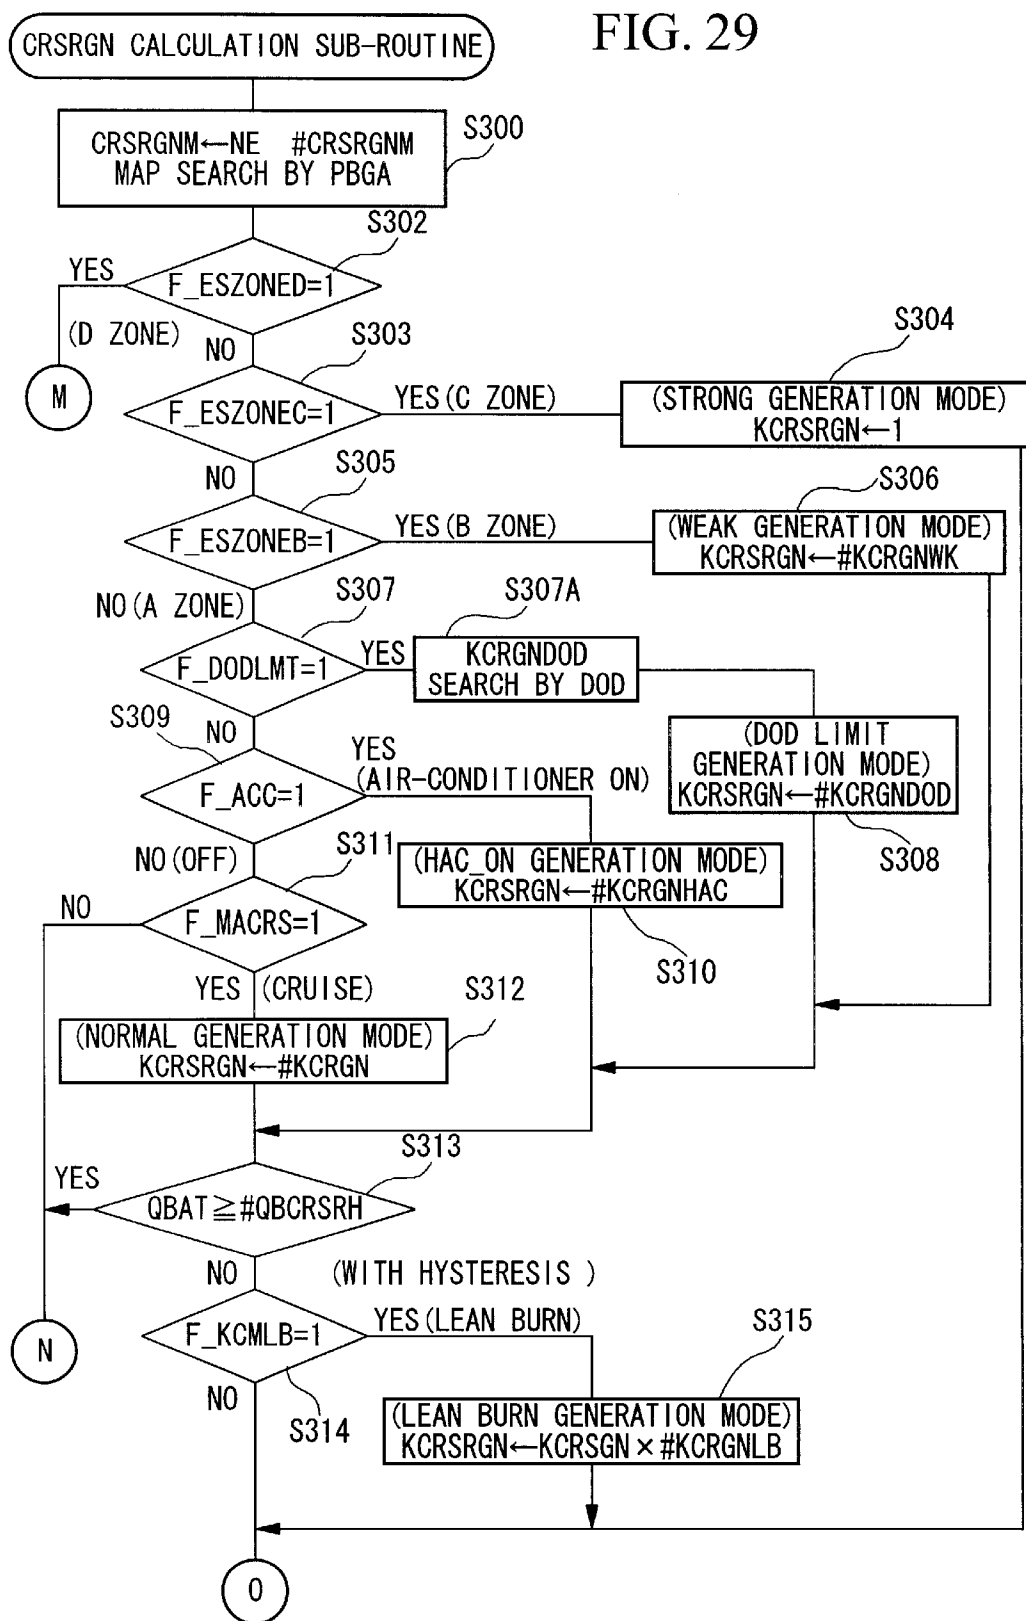 FIG. 29
CRSRGN CALCULATION SUB-ROUTINE
S300
CRSRGNM←NE #CRSRGNM
MAP SEARCH BY PBGA
S302
YES
F_ESZONED=1
(D ZONE)
NO
M
S303
S304
F_ESZONEC=1
YES(C ZONE)
(STRONG GENERATION MODE)
KCRSRGN←1
NO
S305
S306
F_ESZONEB=1
YES(B ZONE)
(WEAK GENERATION MODE)
KCRSRGN←#KCRGNWK
NO(A ZONE)
S307
S307A
F_DODLMT=1
YES
KCRGNDOD
SEARCH BY DOD
S309
NO
YES
(AIR-CONDITIONER ON)
F_ACC=1
(DOD LIMIT
GENERATION MODE)
KCRSRGN←#KCRGNDOD
S308
NO(OFF)
S311
(HAC_ON GENERATION MODE)
KCRSRGN←#KCRGNHAC
S310
NO
F_MACRS=1
YES (CRUISE)
S312
(NORMAL GENERATION MODE)
KCRSRGN←#KCRGN
S313
YES
QBAT≧#QBCRSRH
NO
(WITH HYSTERESIS )
N
F_KCMLB=1
YES(LEAN BURN)
S315
NO
S314
(LEAN BURN GENERATION MODE)
KCRSRGN←KCRSGN×#KCRGNLB
O